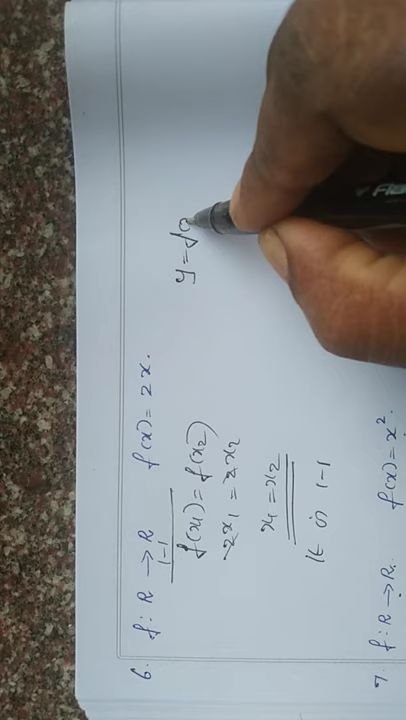 6. f: R → R f(x) = 2x.
1-1
f(x1) = f(x2)
2x1 = 2x2
x1 = x2
It is 1-1
y = f(
7. f: R → R. f(x) = x².